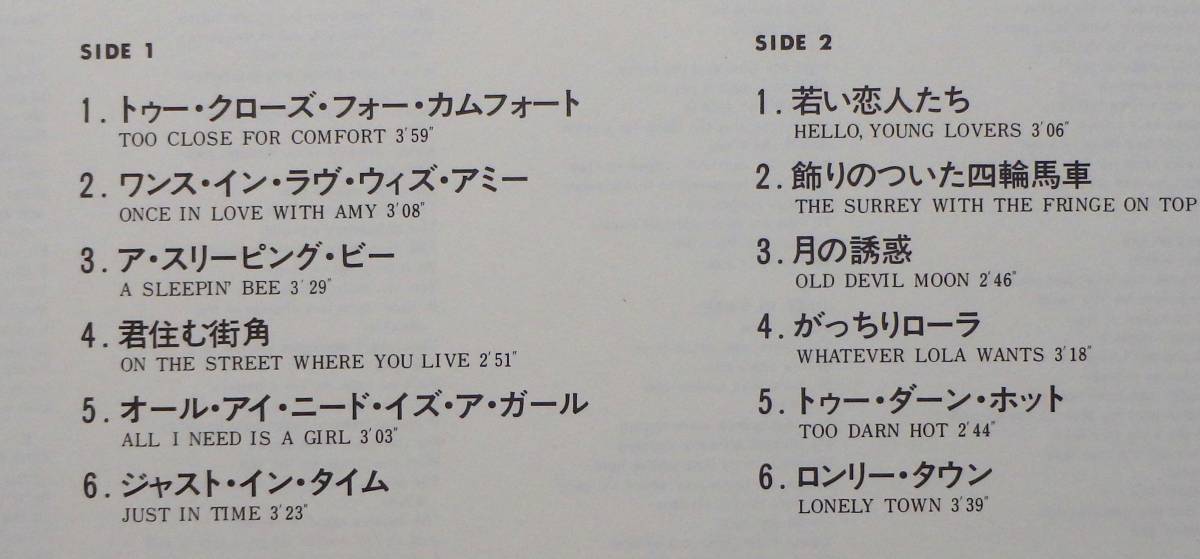 SIDE 1
1. トゥー・クローズ・フォー・カムフォート
TOO CLOSE FOR COMFORT 3′59″
2. ワンス・イン・ラヴ・ウィズ・アミー
ONCE IN LOVE WITH AMY 3′08″
3. ア・スリーピング・ビー
A SLEEPIN' BEE 3′29″
4. 君住む街角
ON THE STREET WHERE YOU LIVE 2′51″
5. オール・アイ・ニード・イズ・ア・ガール
ALL I NEED IS A GIRL 3′03″
6. ジャスト・イン・タイム
JUST IN TIME 3′23″
SIDE 2
1. 若い恋人たち
HELLO, YOUNG LOVERS 3′06″
2. 飾りのついた四輪馬車
THE SURREY WITH THE FRINGE ON TOP
3. 月の誘惑
OLD DEVIL MOON 2′46″
4. がっちりローラ
WHATEVER LOLA WANTS 3′18″
5. トゥー・ダーン・ホット
TOO DARN HOT 2′44″
6. ロンリー・タウン
LONELY TOWN 3′39″